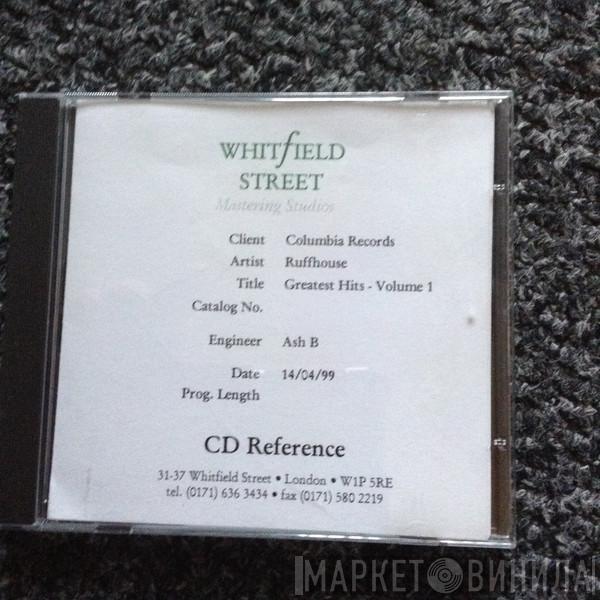 WHITFIELD
STREET
Mastering Studios
Client Columbia Records
Artist Ruffhouse
Title Greatest Hits - Volume 1
Catalog No.
Engineer Ash B
Date 14/04/99
Prog. Length
CD Reference
31-37 Whitfield Street • London • W1P 5RE
tel. (0171) 636 3434 • fax (0171) 580 2219
МАРКЕТ ВИНИЛА